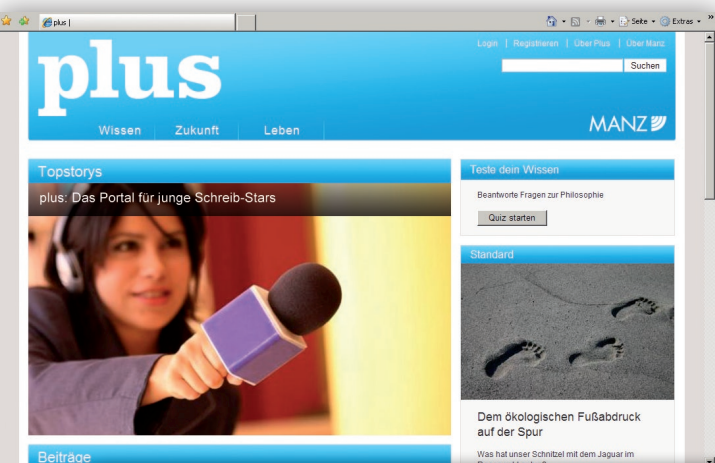 plus |
Seite
Extras
»
Login | Registrieren | Über Plus | Über Manz
plus
Suchen
Wissen
Zukunft
Leben
MANZ
Topstorys
plus: Das Portal für junge Schreib-Stars
Teste dein Wissen
Beantworte Fragen zur Philosophie
Quiz starten
Standard
Dem ökologischen Fußabdruck
auf der Spur
Was hat unser Schnitzel mit dem Jaguar im
Beiträge